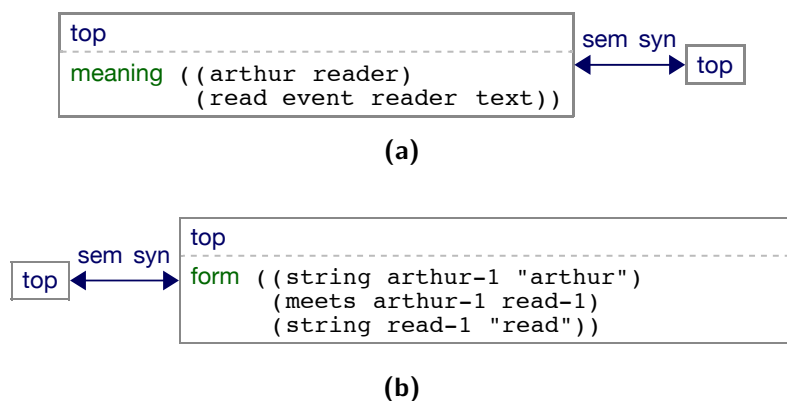 top
meaning ((arthur reader)
(read event reader text))
sem syn
top
(a)
top
sem syn
top
form ((string arthur-1 "arthur")
(meets arthur-1 read-1)
(string read-1 "read"))
(b)